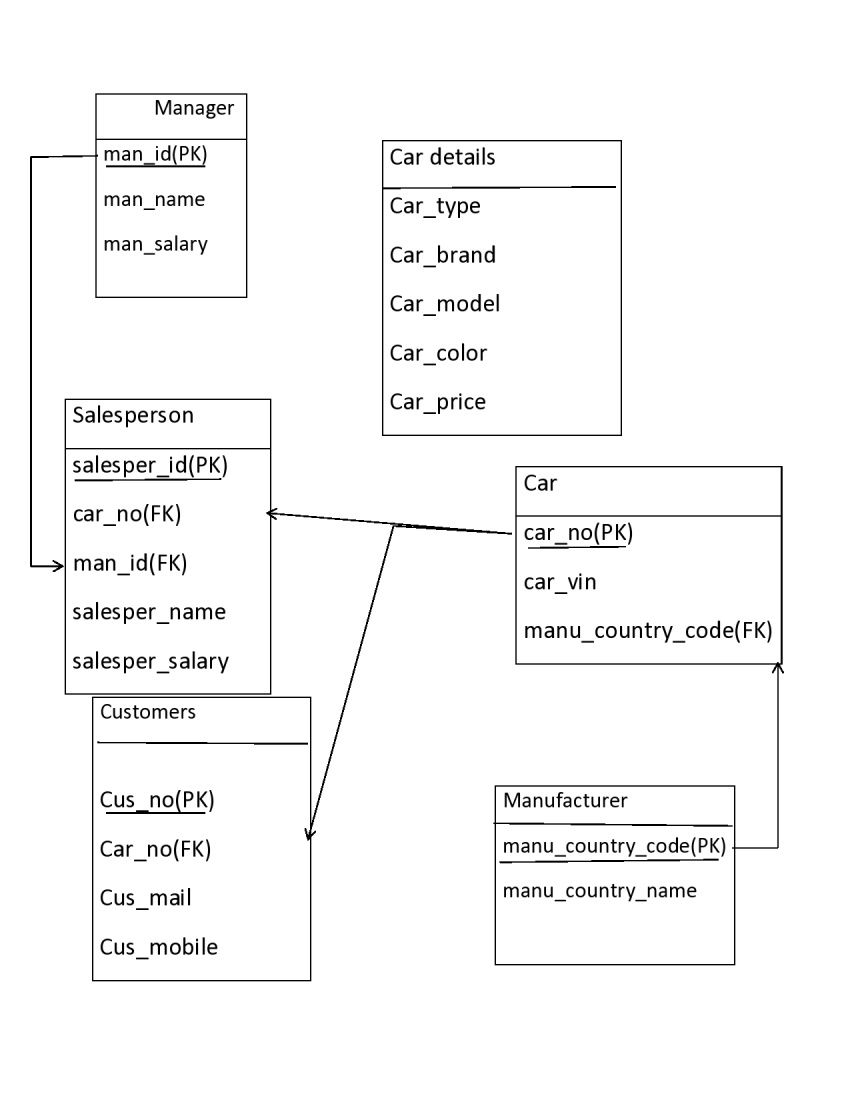 Manager
man_id(PK)
man_name
man_salary
Car details
Car_type
Car_brand
Car_model
Car_color
Car_price
Salesperson
salesper_id(PK)
car_no(FK)
man_id(FK)
salesper_name
salesper_salary
Car
car_no(PK)
car_vin
manu_country_code(FK)
Customers
Cus_no(PK)
Car_no(FK)
Cus_mail
Cus_mobile
Manufacturer
manu_country_code(PK)
manu_country_name